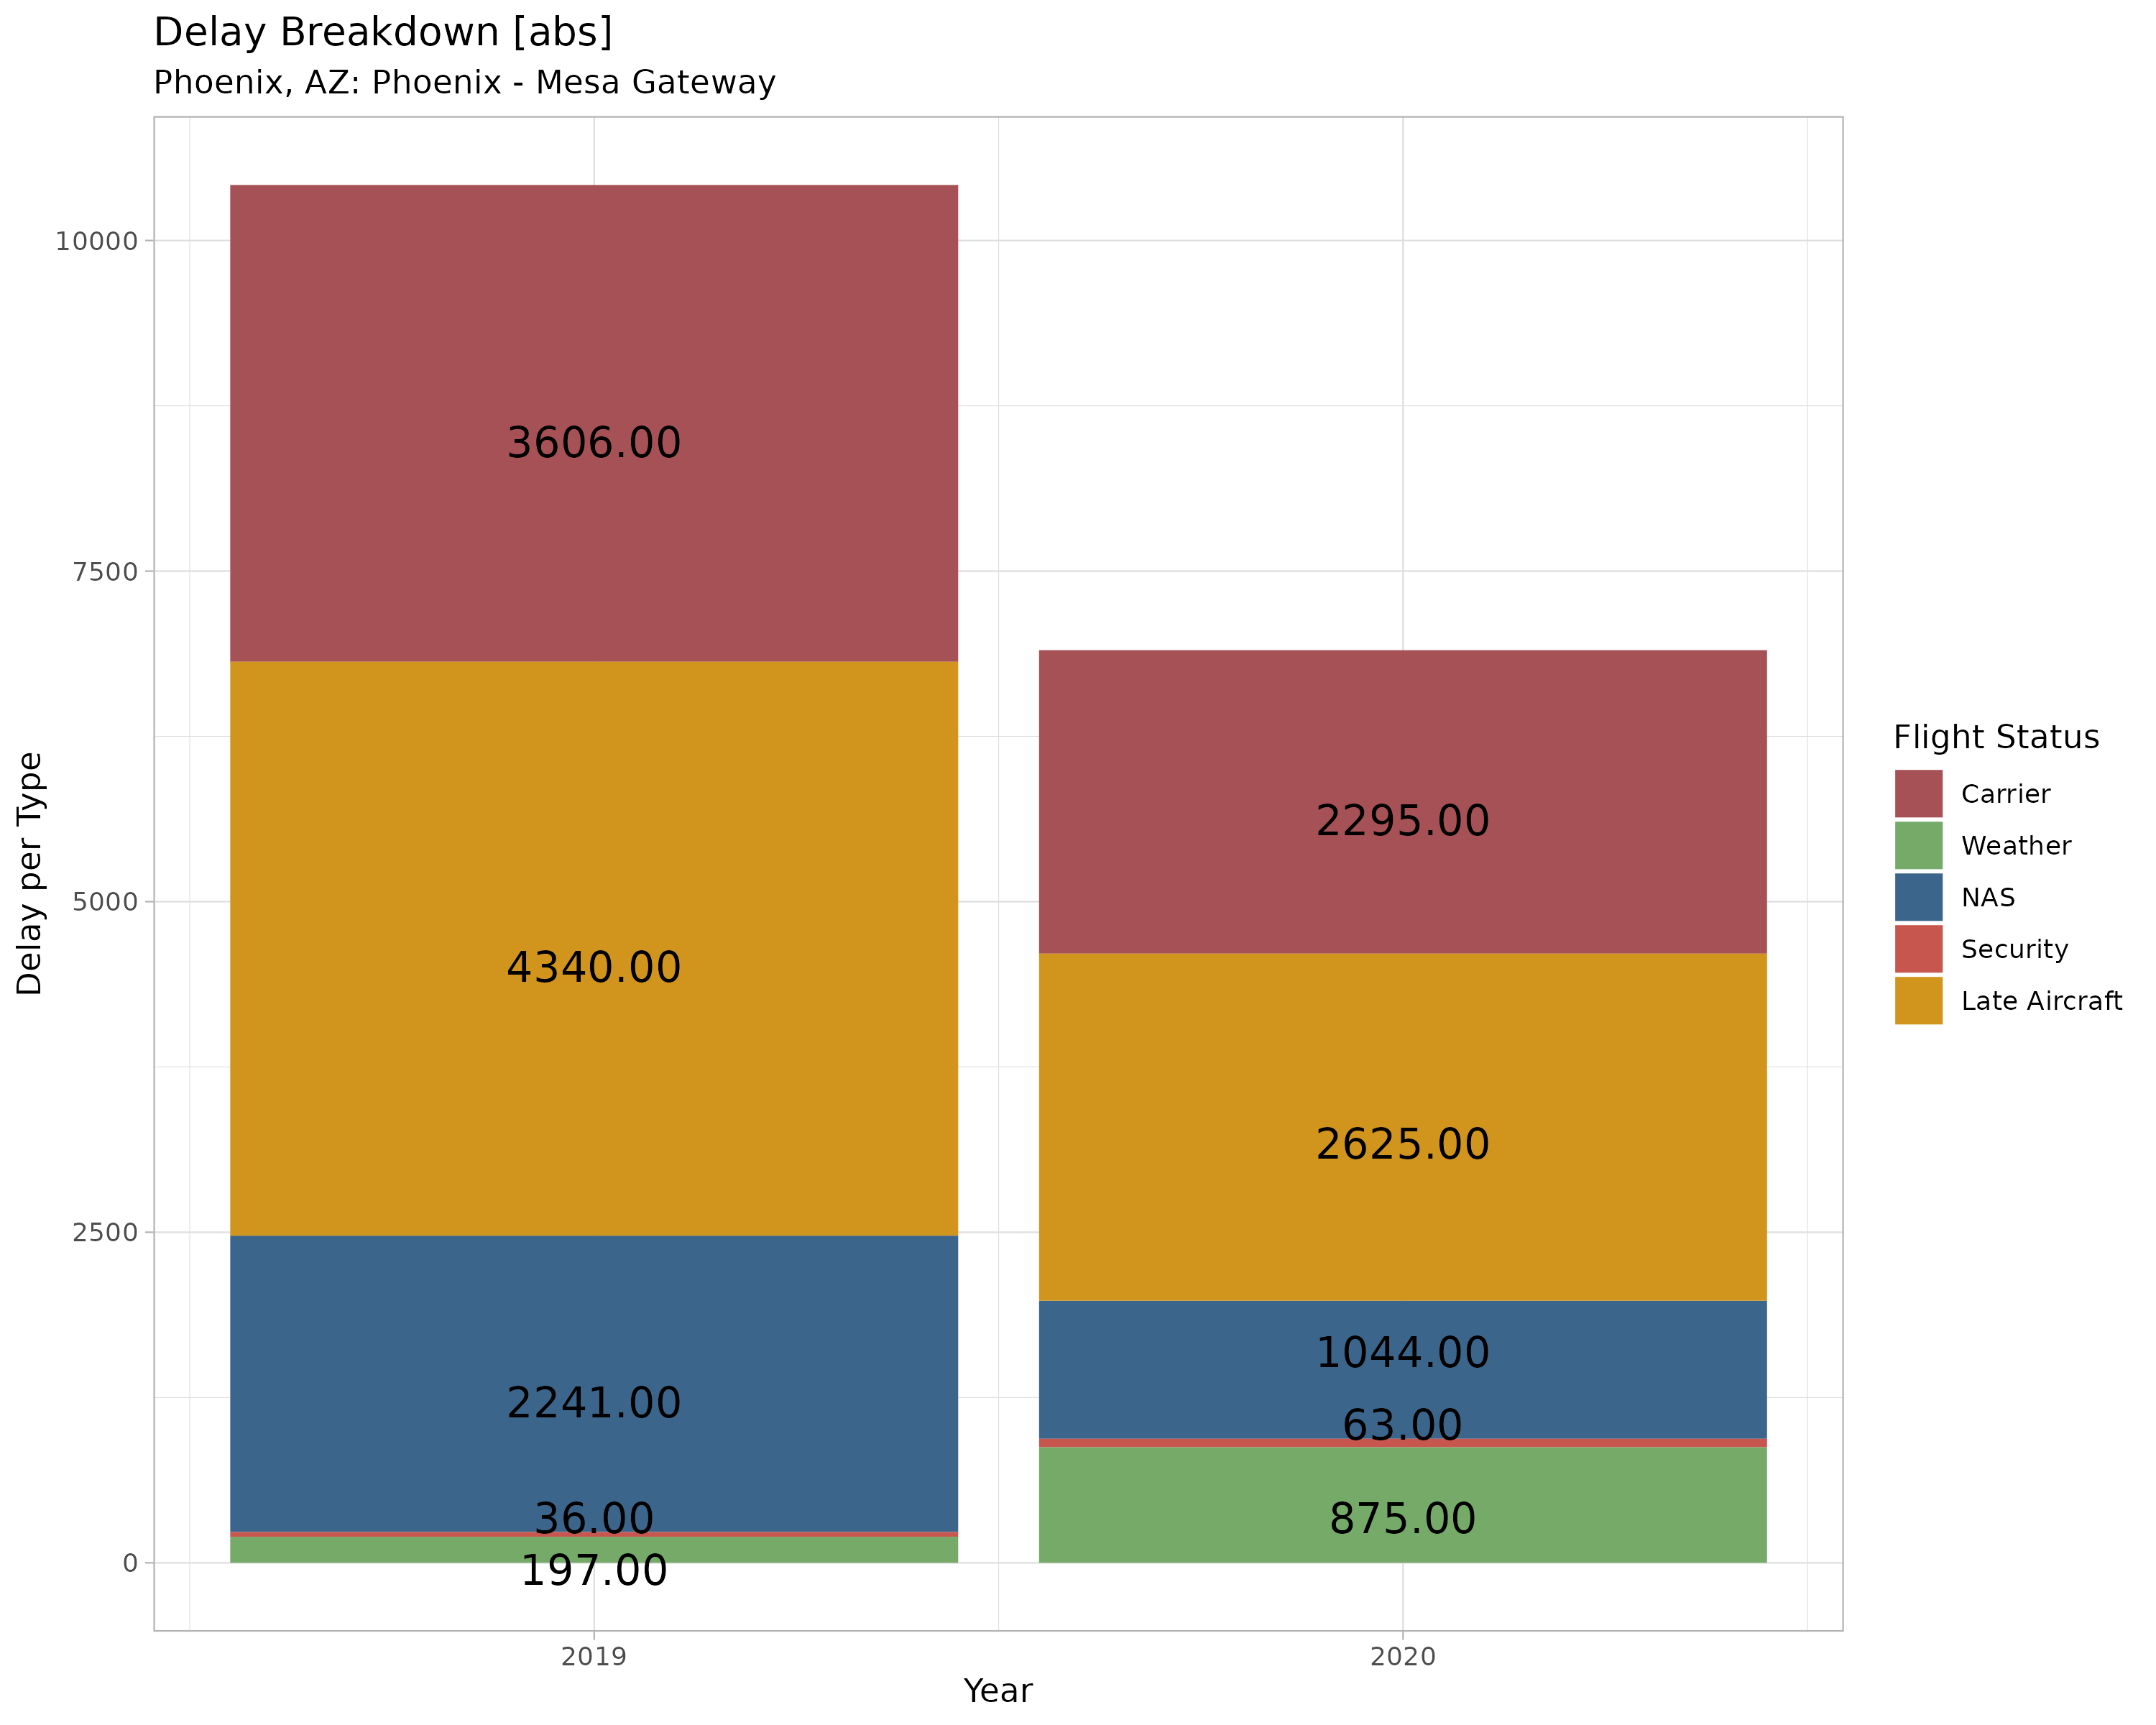 Delay Breakdown [abs]
Phoenix, AZ: Phoenix - Mesa Gateway
Delay per Type
10000
7500
5000
2500
0
3606.00
4340.00
2241.00
36.00
197.00
2295.00
2625.00
1044.00
63.00
875.00
2019
2020
Year
Flight Status
Carrier
Weather
NAS
Security
Late Aircraft